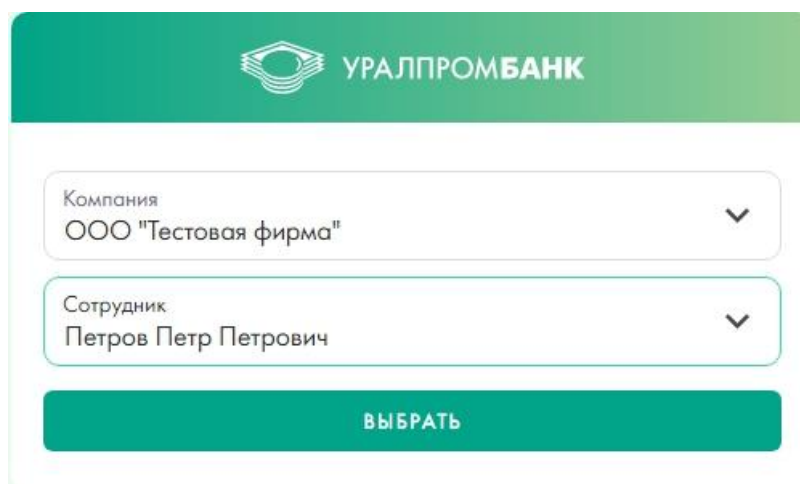 УРАЛПРОМБАНК
Компания
ООО "Тестовая фирма"
Сотрудник
Петров Петр Петрович
ВЫБРАТЬ